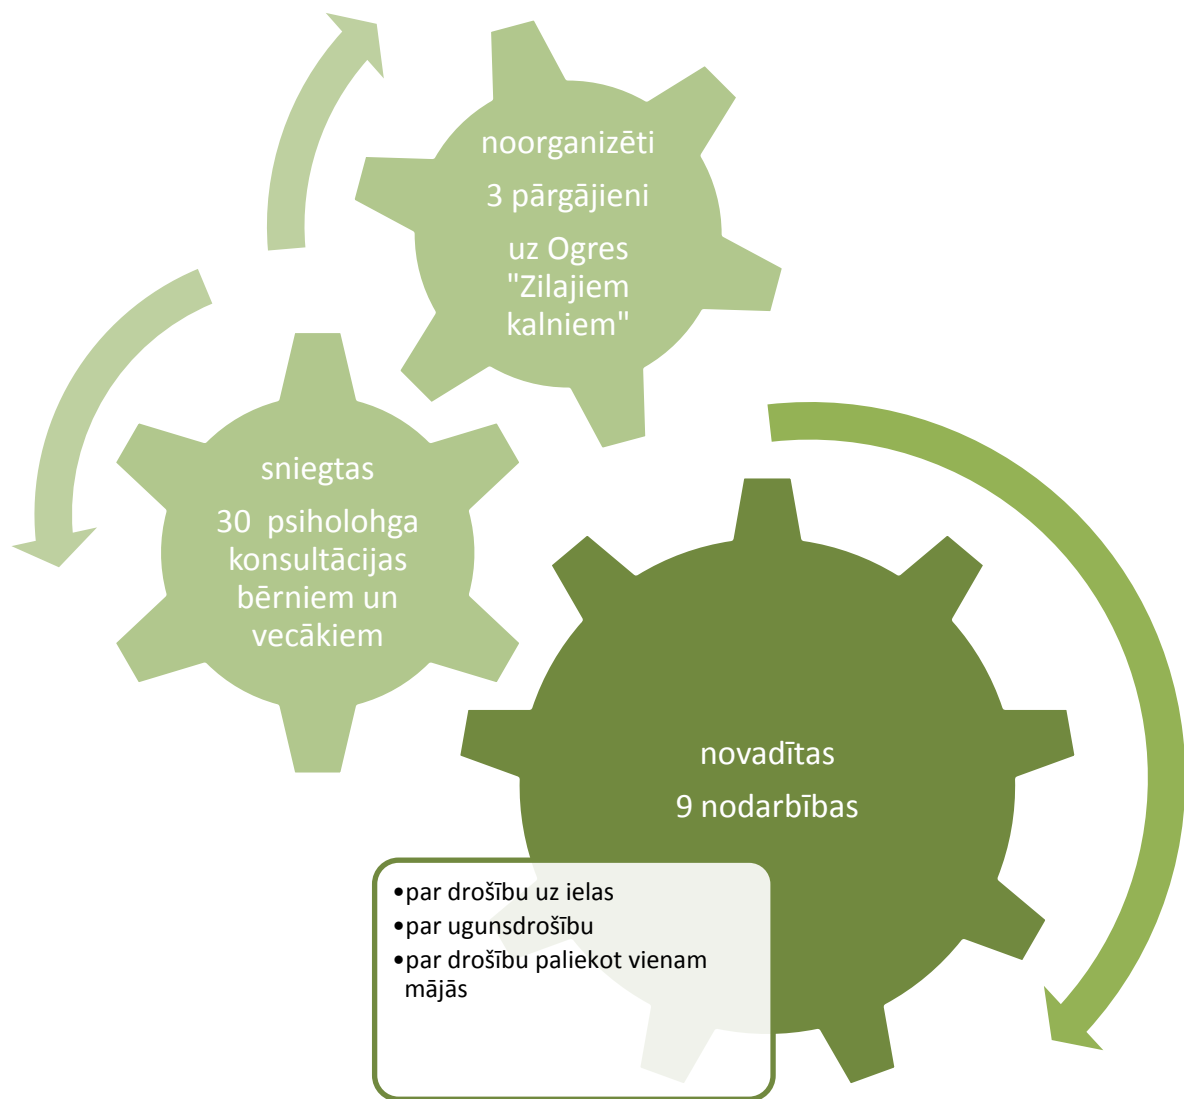 noorganizēti
3 pārgājieni
uz Ogres
"Zilajiem
kalniem"
sniegtas
30  psiholohga
konsultācijas
bērniem un
vecākiem
novadītas
9 nodarbības
•par drošību uz ielas
•par ugunsdrošību
•par drošību paliekot vienam
mājās